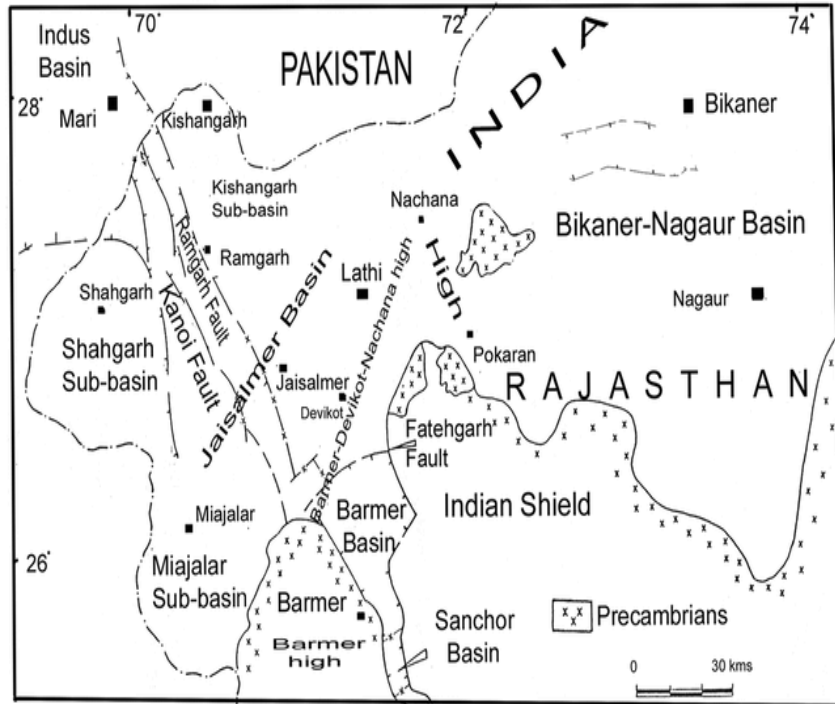 70°
72°
74°
Indus
Basin
PAKISTAN
INDIA
28°
Mari
Kishangarh
Bikaner
Kishangarh
Sub-basin
Nachana
High
Bikaner-Nagaur Basin
Ramgarh Fault
Ramgarh
Lathi
Shahgarh
Nagaur
Kanoi Fault
Jaisalmer Basin
Barmer-Devikot-Nachana high
Shahgarh
Sub-basin
Pokaran
Jaisalmer
RAJASTHAN
Devikot
Fatehgarh
Fault
Indian Shield
Miajalar
Barmer
Basin
26°
Miajalar
Sub-basin
Barmer
Barmer
high
Sanchor
Basin
Precambrians
0 30 kms